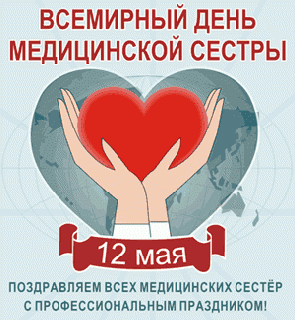 ВСЕМИРНЫЙ ДЕНЬ
МЕДИЦИНСКОЙ СЕСТРЫ
12 мая
ПОЗДРАВЛЯЕМ ВСЕХ МЕДИЦИНСКИХ СЕСТЁР
С ПРОФЕССИОНАЛЬНЫМ ПРАЗДНИКОМ!